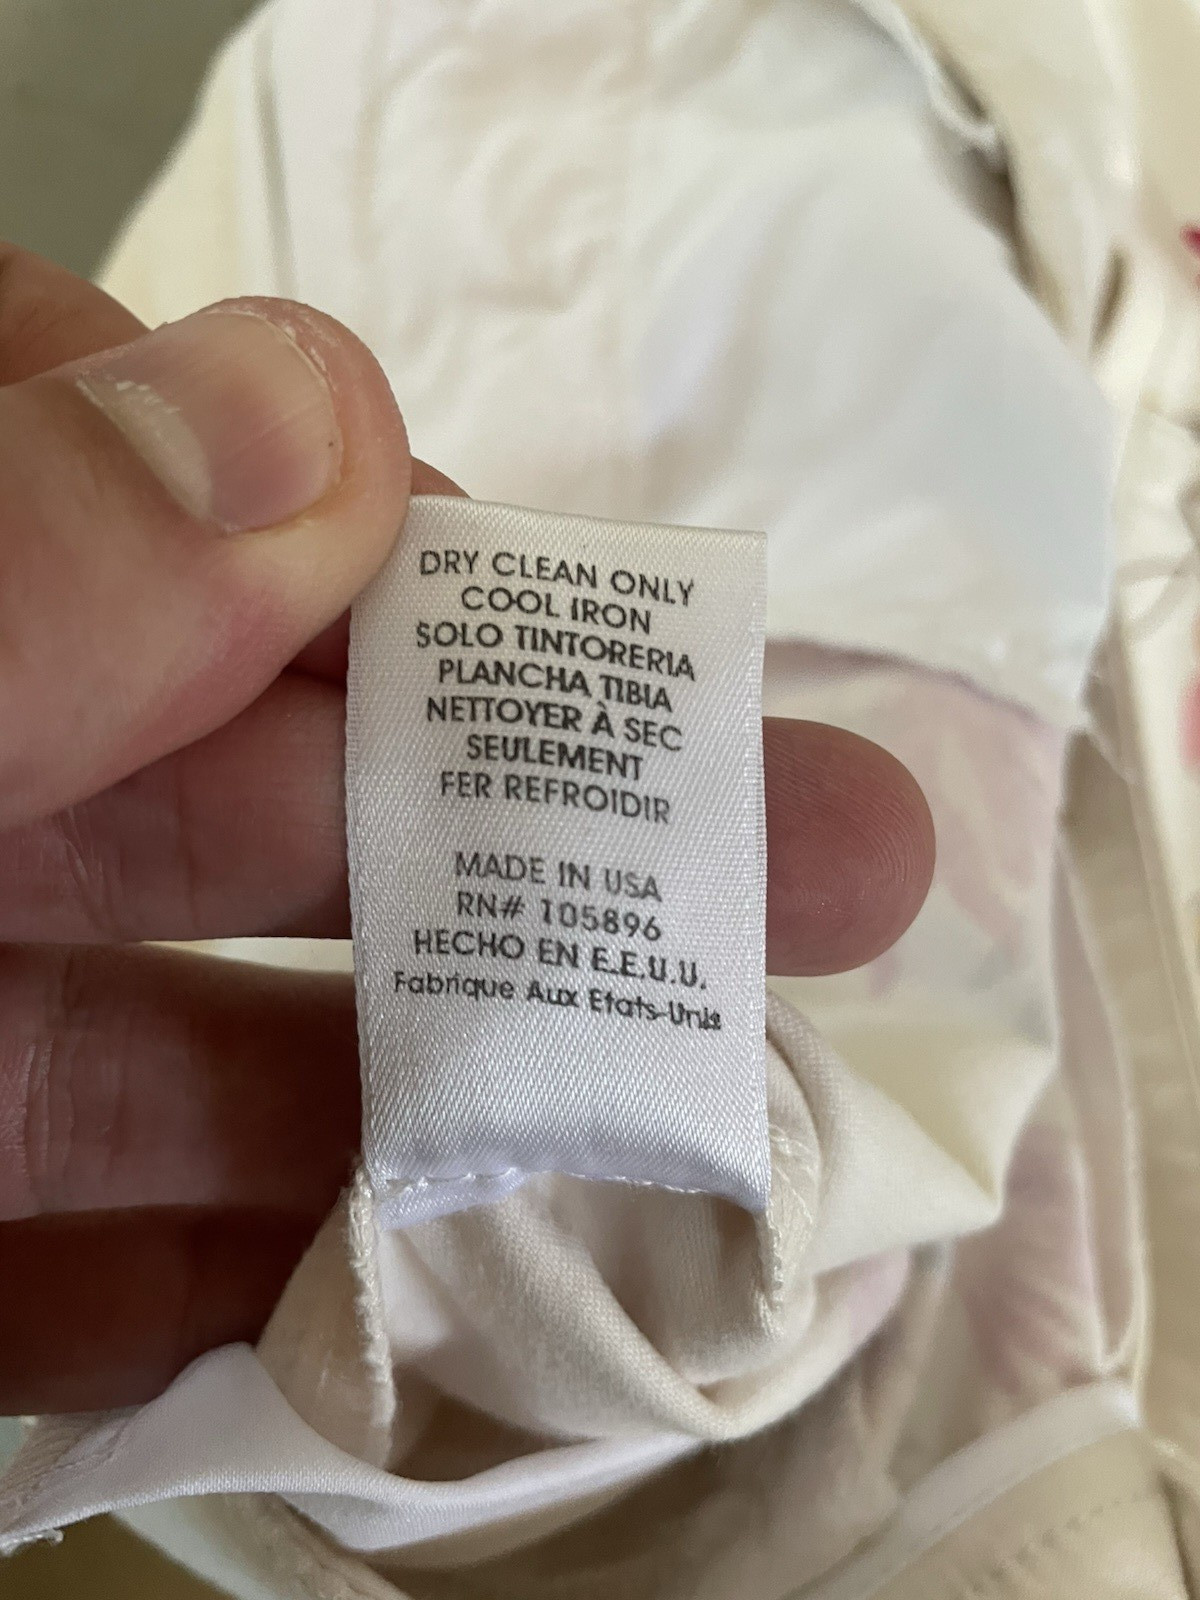 DRY CLEAN ONLY
COOL IRON
SOLO TINTORERIA
PLANCHA TIBIA
NETTOYER À SEC
SEULEMENT
FER REFROIDIR
MADE IN USA
RN# 105896
HECHO EN E.E.U.U.
Fabrique Aux Etats-Unis